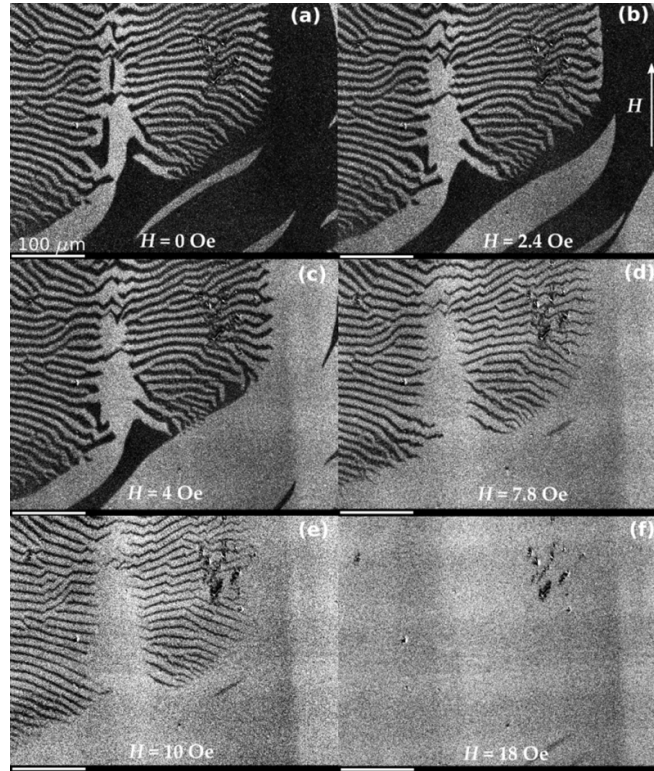 (a)
(b)
H
100 μm
H = 0 Oe
H = 2.4 Oe
(c)
(d)
H = 4 Oe
H = 7.8 Oe
(e)
(f)
H = 10 Oe
H = 18 Oe